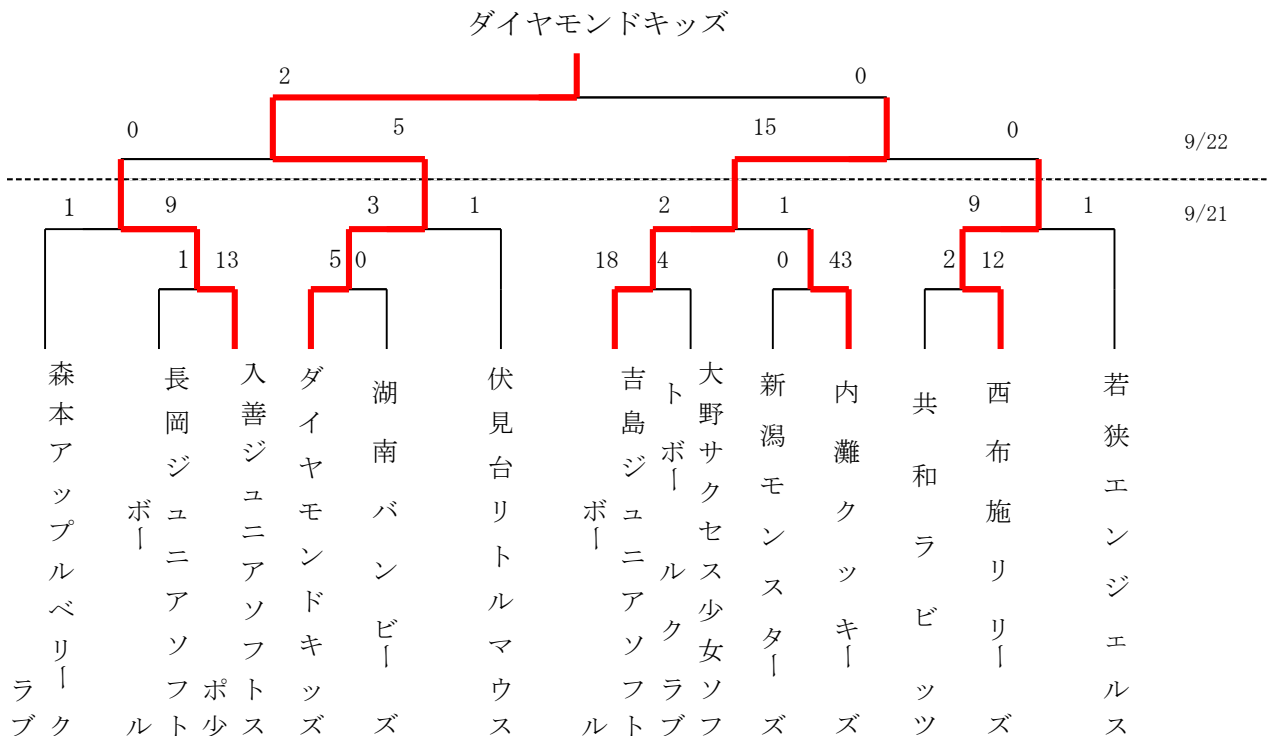 ダイヤモンドキッズ
2 0
0 5 15 0 9/22
1 9 3 1 2 1 9 1 9/21
1 13 5 0 18 4 0 43 2 12
森本アップルベリークラブ
長岡ジュニアソフトボール
入善ジュニアソフトスポ少
ダイヤモンドキッズ
湖南バンビーズ
伏見台リトルマウス
吉島ジュニアソフトボール
大野サクセス少女ソフトボールクラブ
新潟モンスターズ
内灘クッキーズ
共和ラビッツ
西布施リリーズ
若狭エンジェルス